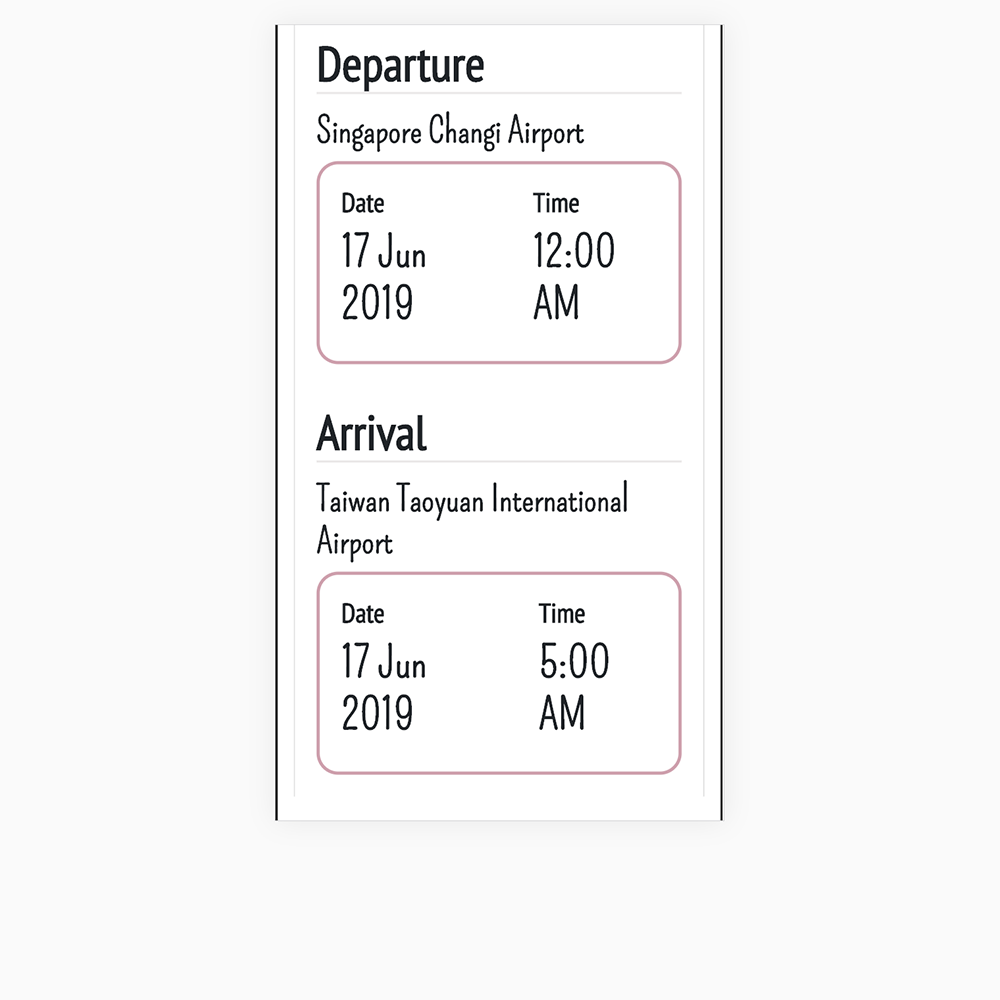 Departure
Singapore Changi Airport
Date Time
17 Jun 12:00
2019 AM
Arrival
Taiwan Taoyuan International
Airport
Date Time
17 Jun 5:00
2019 AM